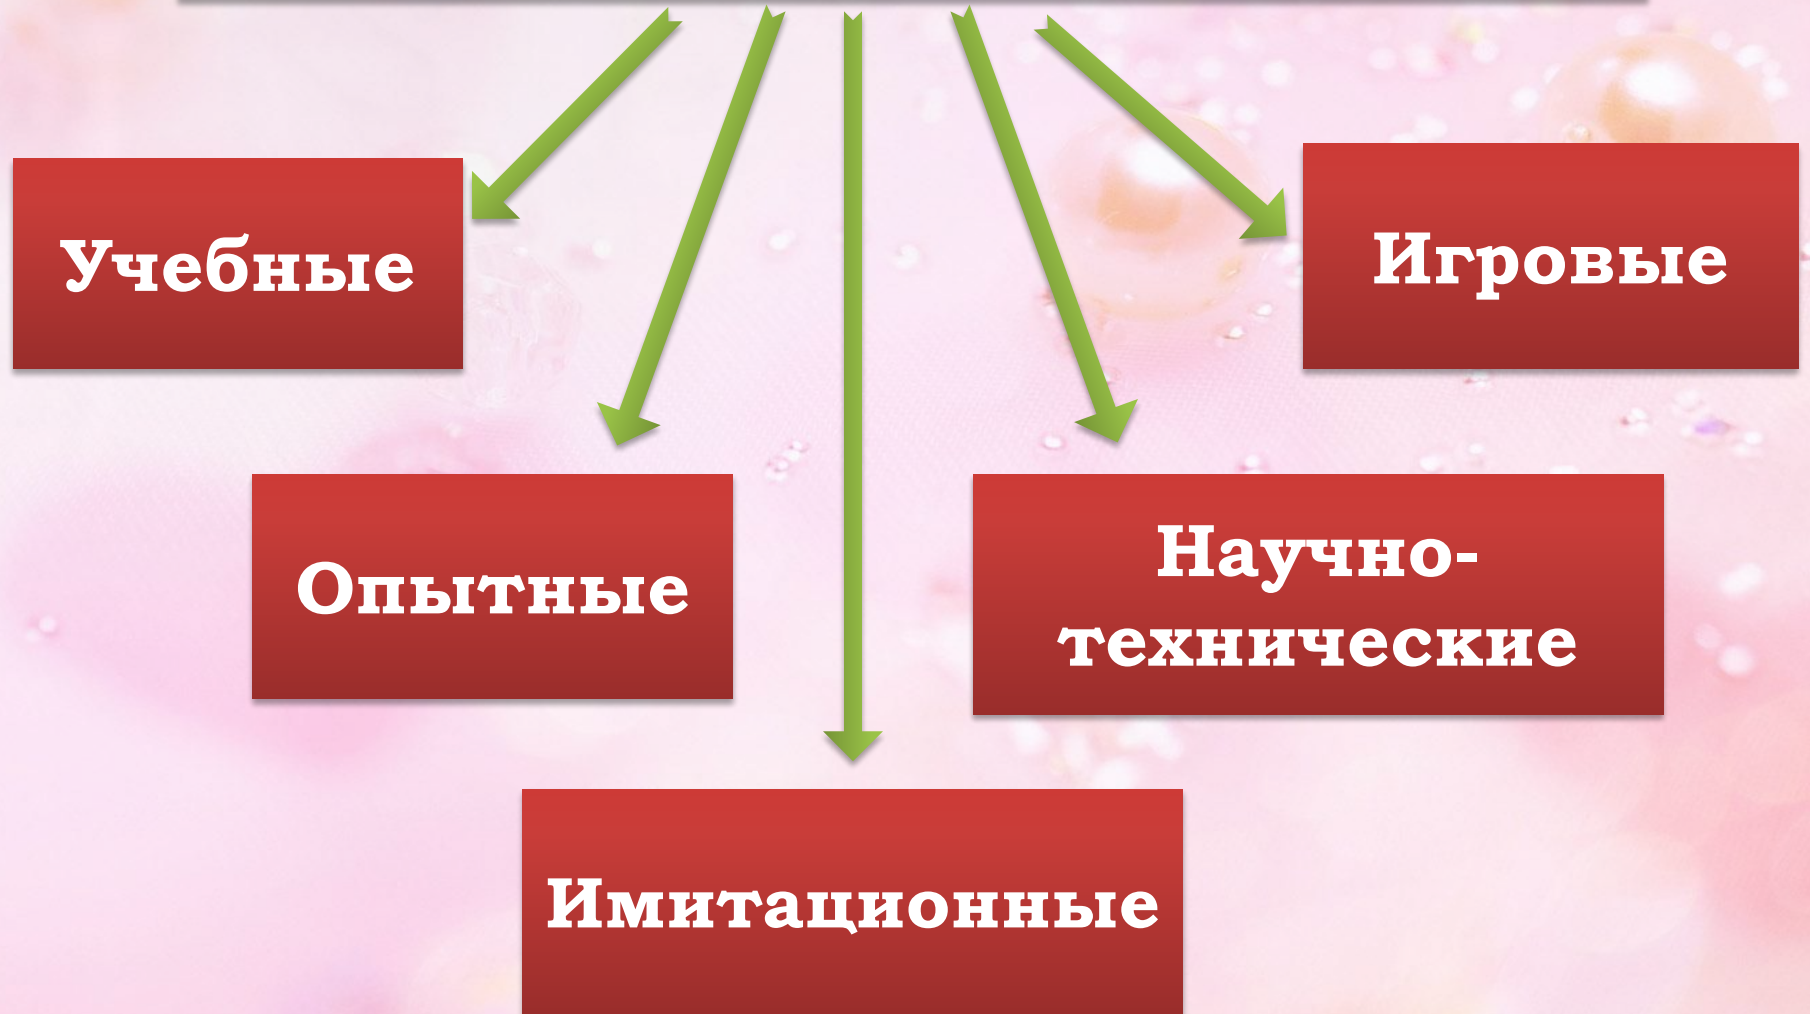 Учебные
Игровые
Опытные
Научно-
технические
Имитационные